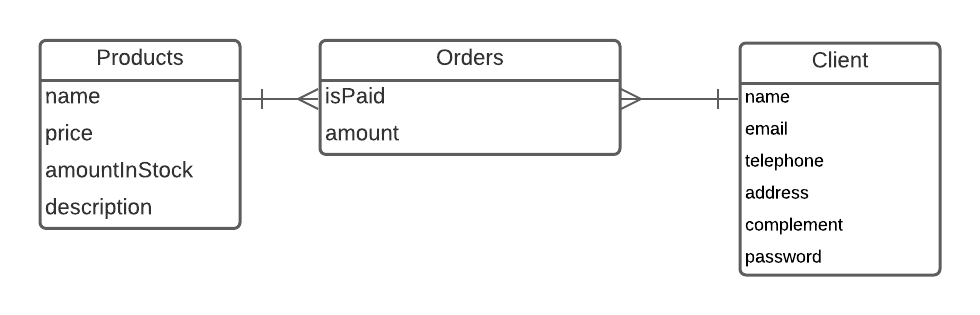 Products
name
price
amountInStock
description
Orders
isPaid
amount
Client
name
email
telephone
address
complement
password